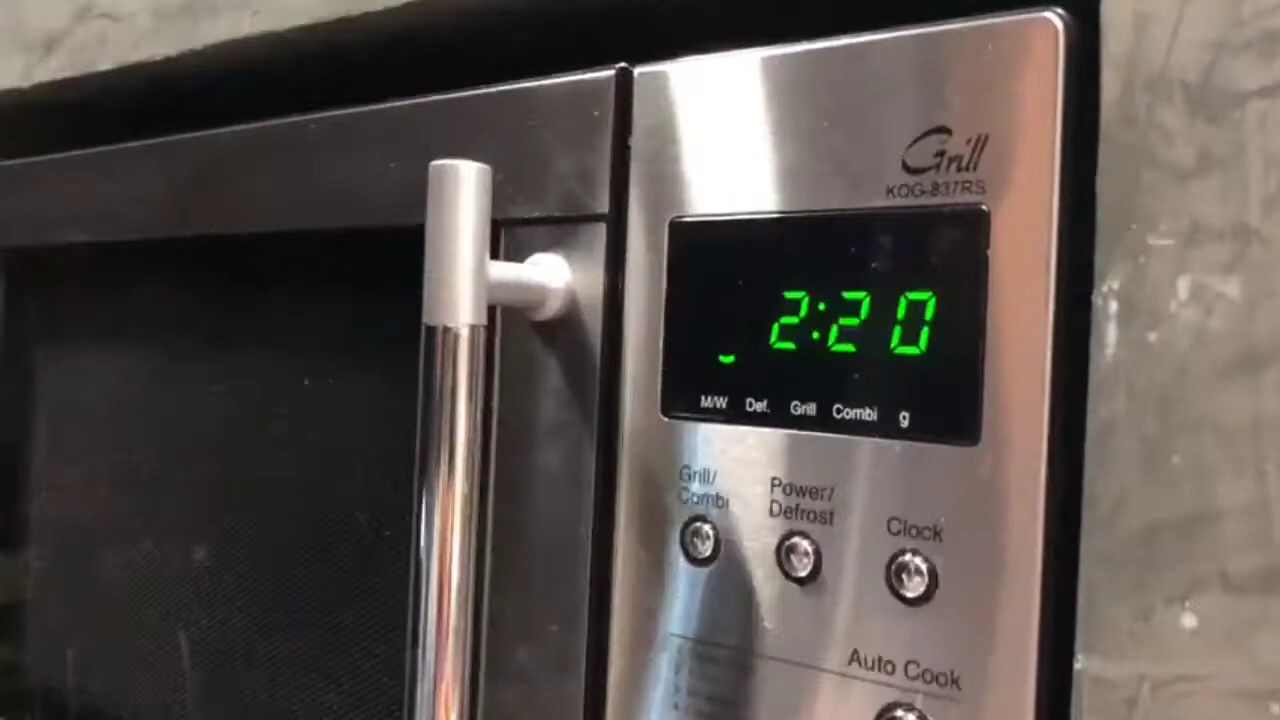 Grill
KOG-837RS
2:20
M/W Def. Grill Combi g
Grill/
Combi
Power/
Defrost
Clock
Auto Cook